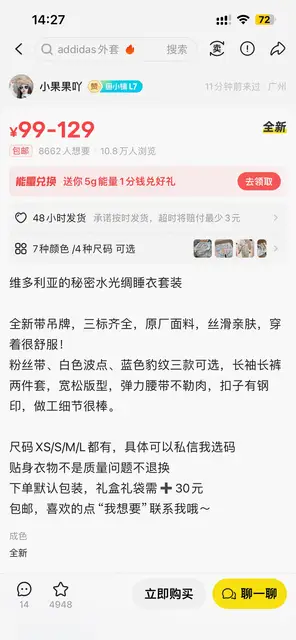 14:27
72
addidas外套
搜索
卖
小果果吖
11分钟前来过 广州
¥99-129
全新
包邮 8662人想要 · 10.8万人浏览
能量兑换 送你5g能量1分钱兑好礼 去领取
48小时发货 承诺按时发货，超时将赔付最少3元
7种颜色 /4种尺码 可选
维多利亚的秘密水光绸睡衣套装
全新带吊牌，三标齐全，原厂面料，丝滑亲肤，穿
着很舒服！
粉丝带、白色波点、蓝色豹纹三款可选，长袖长裤
两件套，宽松版型，弹力腰带不勒肉，扣子有钢
印，做工细节很棒。
尺码 XS/S/M/L 都有，具体可以私信我选码
贴身衣物不是质量问题不退换
下单默认包装，礼盒礼袋需 ➕ 30元
包邮，喜欢的点“我想要”联系我哦～
成色
全新
14
4948
立即购买
聊一聊